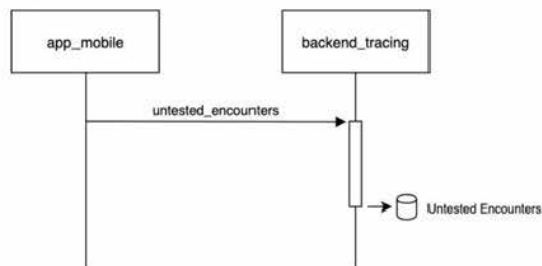 app_mobile
backend_tracing
untested_encounters
Untested Encounters